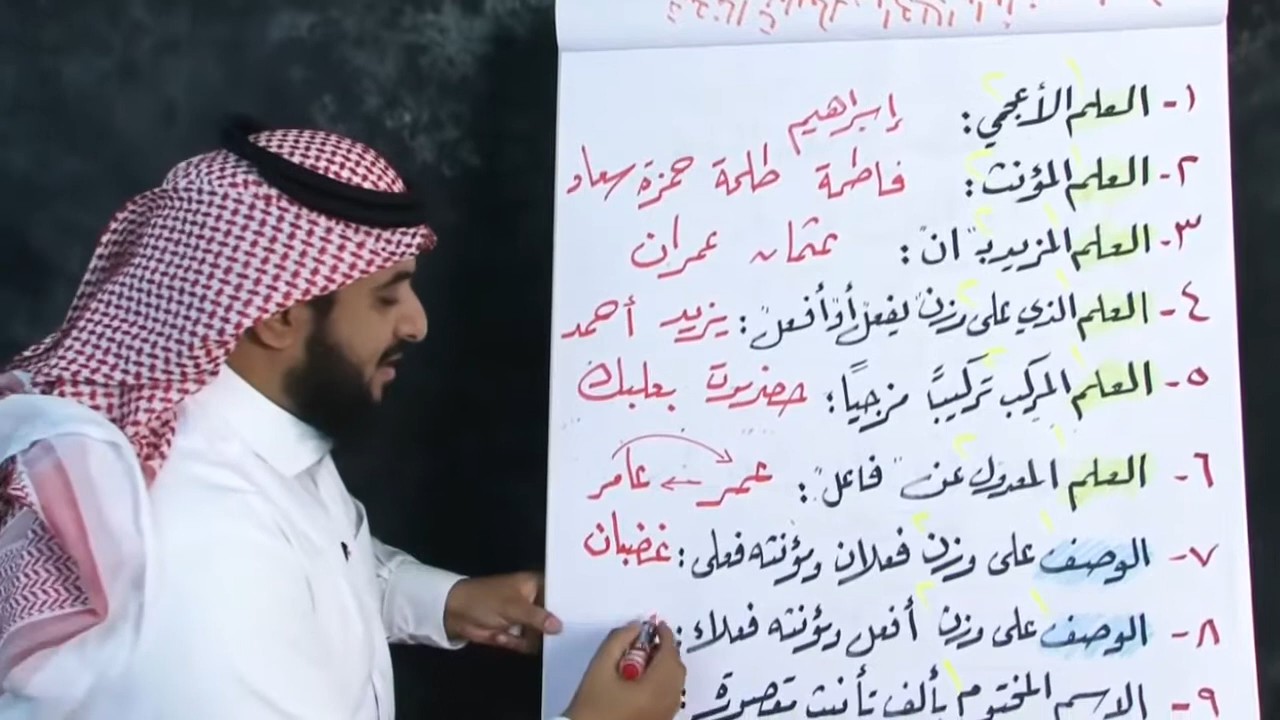 ١- العلم الأعجمي: إبراهيم
٢- العلم المؤنث: فاطمة طلحة حمزة سعاد
٣- العلم المزيد بـ "ان": عثمان عمران
٤- العلم الذي على وزن "يفعل" أو "أفعل": يزيد أحمد
٥- العلم المركب تركيبًا مزجيًا: حضرموت بعلبك
٦- العلم المعدول عن "فاعل": عمر ← عامر
٧- الوصف على وزن فعلان ومؤنثه فعلى: غضبان
٨- الوصف على وزن أفعل ومؤنثه فعلاء:
٩- الاسم المختوم بألف تأنيث مقصورة: